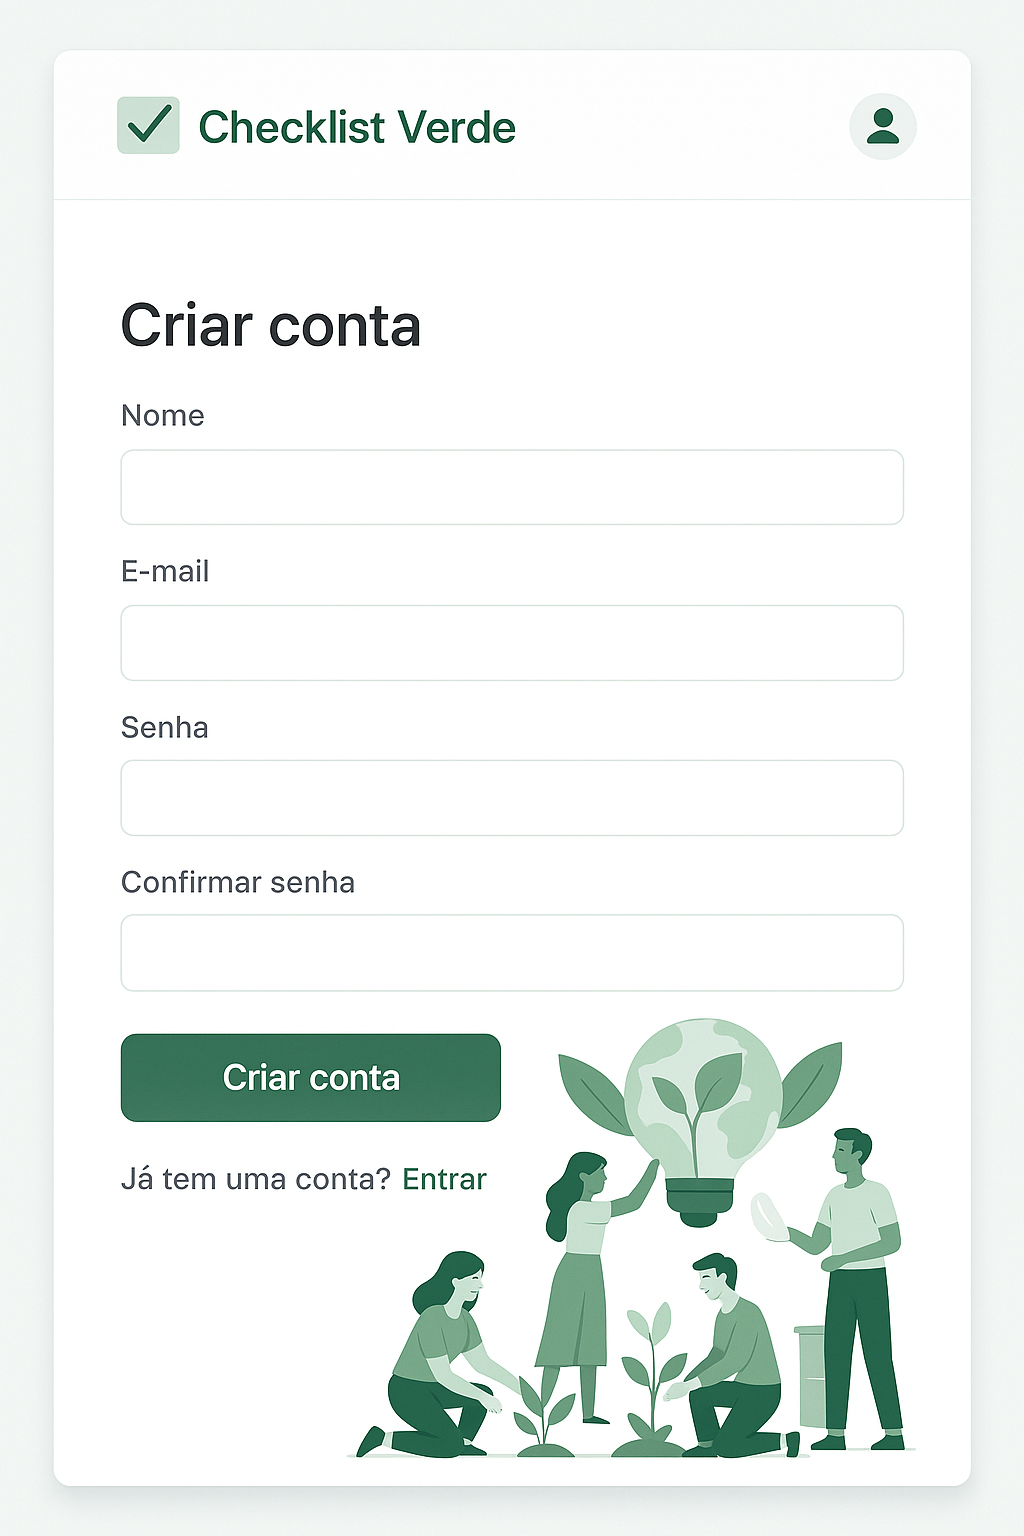 Checklist Verde
Criar conta
Nome
E-mail
Senha
Confirmar senha
Criar conta
Já tem uma conta? Entrar